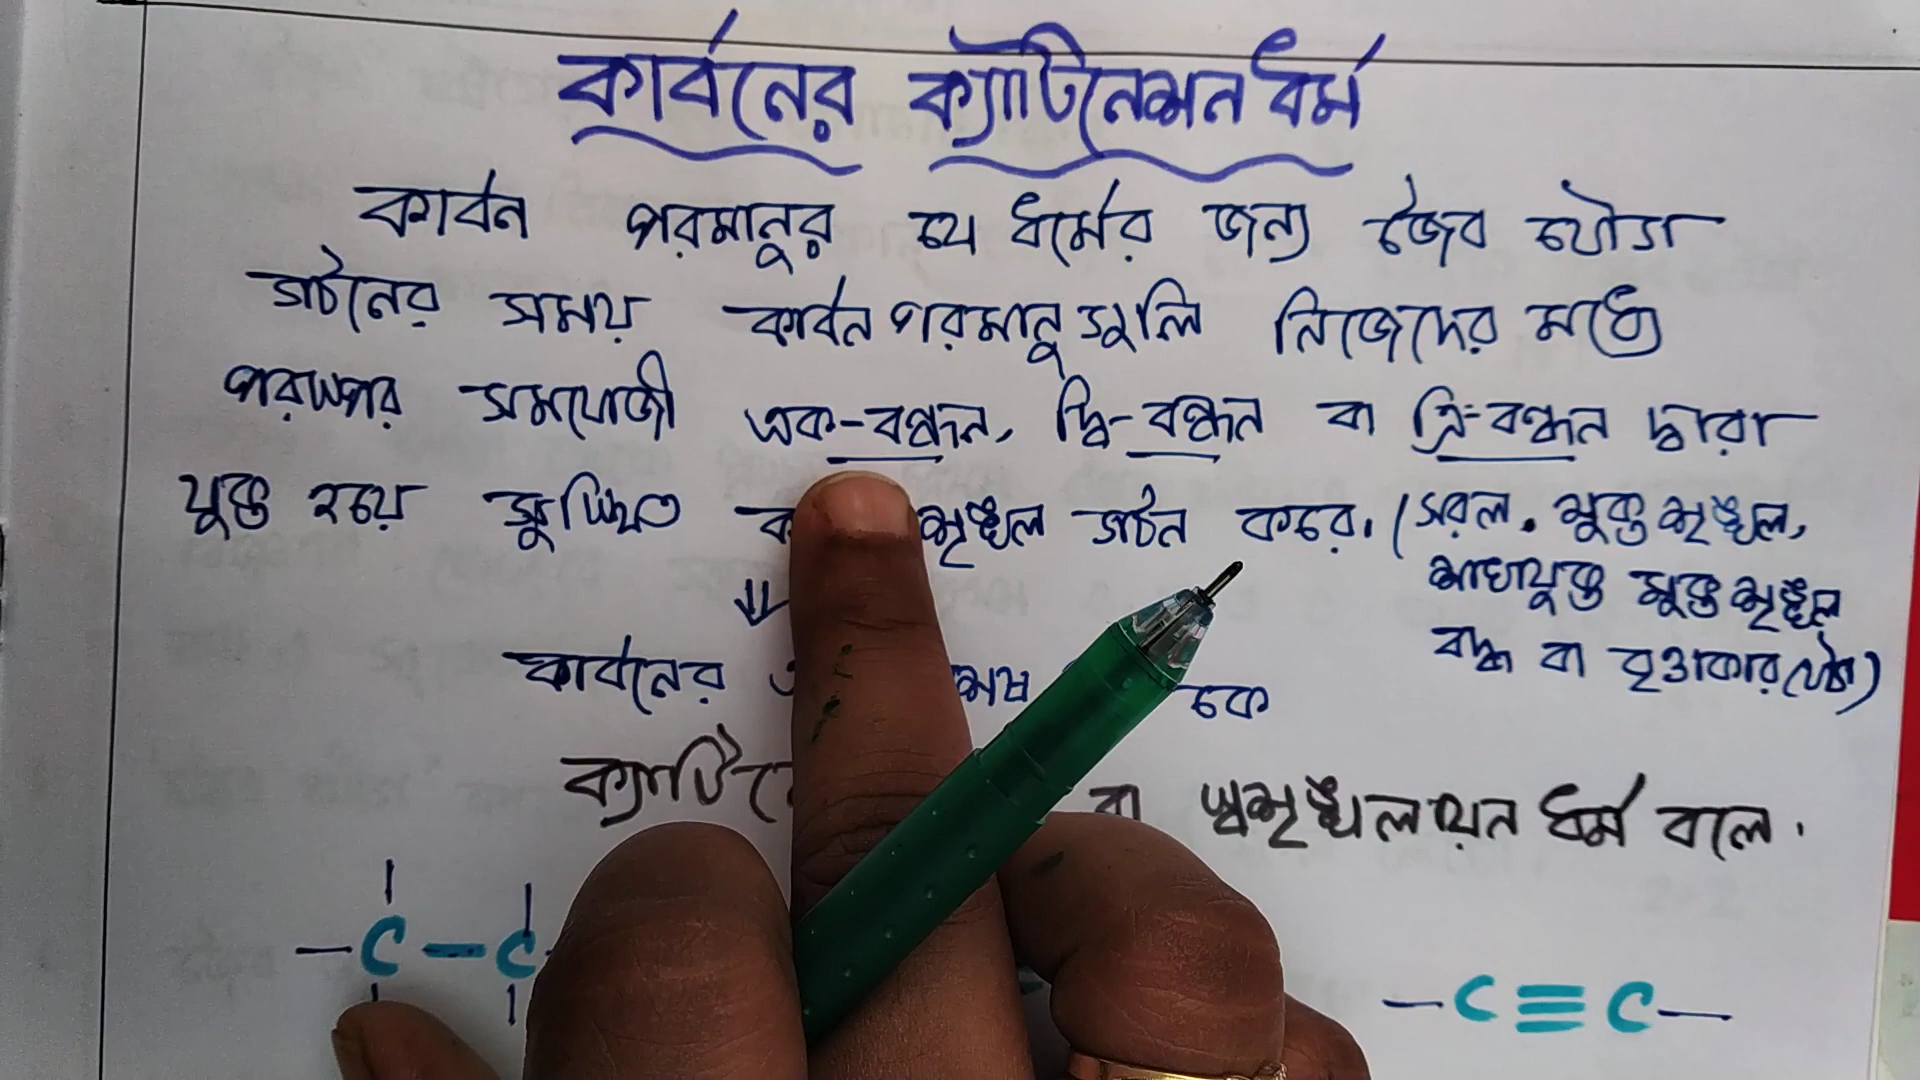 কার্বনের ক্যাটিনেশন ধর্ম
কার্বন পরমানুর যে ধর্মের জন্য জৈব যৌগ
গঠনের সময় কার্বন পরমানুগুলি নিজেদের মধ্যে
পরস্পর সমযোজী এক-বন্ধন, দ্বি-বন্ধন বা ত্রি-বন্ধন দ্বারা
যুক্ত হয়ে সুস্থিত শৃঙ্খল গঠন করে। (সরল, মুক্ত শৃঙ্খল,
শাখাযুক্ত মুক্ত শৃঙ্খল
বদ্ধ বা বৃত্তাকার
কার্বনের
বা স্বশৃঙ্খলায়ন ধর্ম বলে।
-C-C
-C≡C-